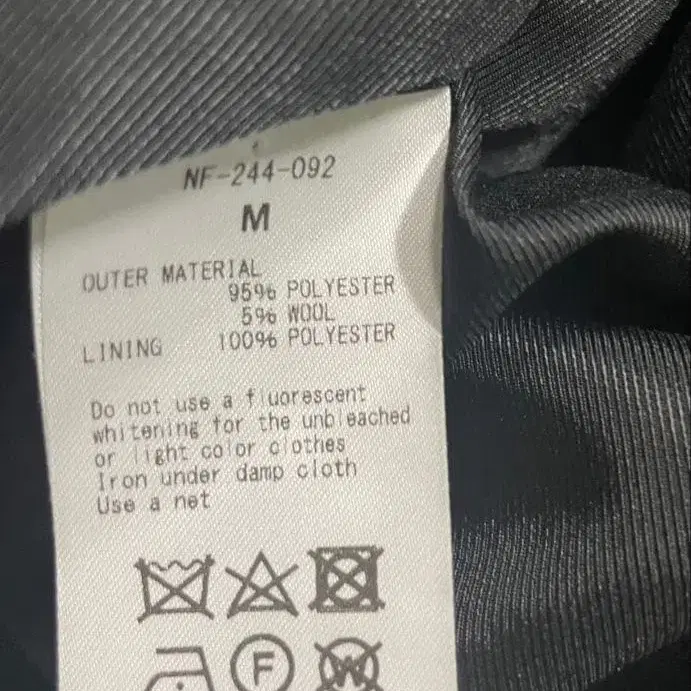 NF-244-092
M
OUTER MATERIAL
95% POLYESTER
5% WOOL
LINING 100% POLYESTER
Do not use a fluorescent
whitening for the unbleached
or light color clothes
Iron under damp cloth
Use a net
F
W